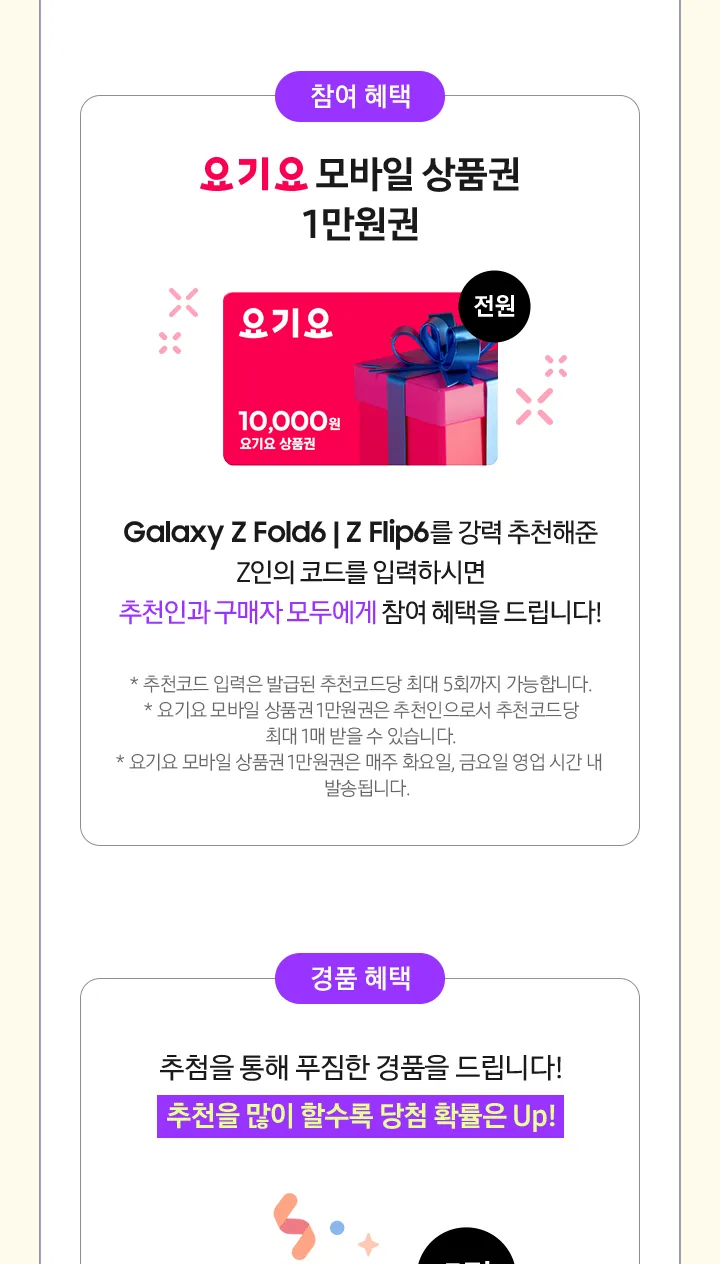 참여 혜택
요기요 모바일 상품권
1만원권
전원
요기요
10,000원
요기요 상품권
Galaxy Z Fold6 | Z Flip6를 강력 추천해준
Z인의 코드를 입력하시면
추천인과 구매자 모두에게 참여 혜택을 드립니다!
* 추천코드 입력은 발급된 추천코드당 최대 5회까지 가능합니다.
* 요기요 모바일 상품권 1만원권은 추천인으로서 추천코드당
최대 1매 받을 수 있습니다.
* 요기요 모바일 상품권 1만원권은 매주 화요일, 금요일 영업 시간 내
발송됩니다.
경품 혜택
추첨을 통해 푸짐한 경품을 드립니다!
추천을 많이 할수록 당첨 확률은 Up!